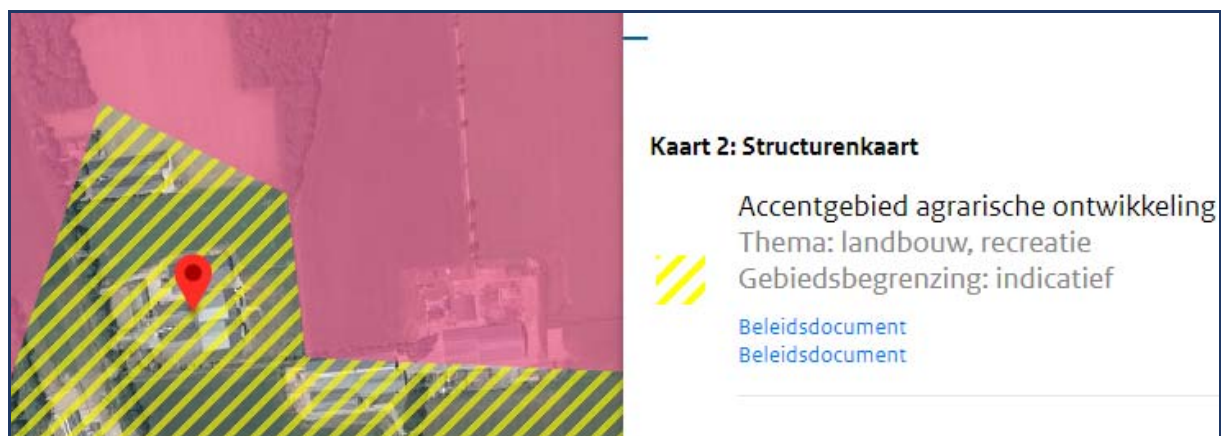 Kaart 2: Structurenkaart
Accentgebied agrarische ontwikkeling
Thema: landbouw, recreatie
Gebiedsbegrenzing: indicatief
Beleidsdocument
Beleidsdocument